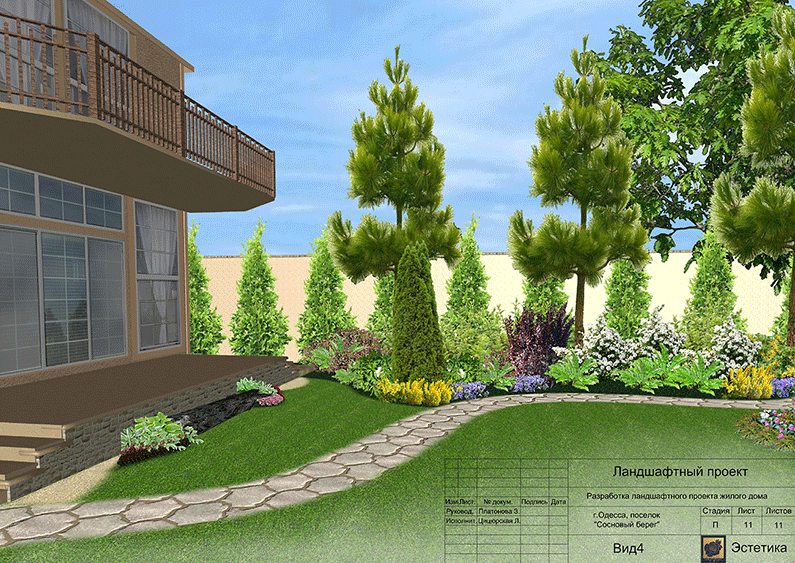 Ландшафтный проект
Изм. Лист. № докум. Подпись Дата
Разработка ландшафтного проекта жилого дома
Руковод. Платонова З.
Исполнит. Цицюрская Л.
г.Одесса, поселок
"Сосновый берег"
Стадия Лист Листов
П 11 11
Вид4
Эстетика